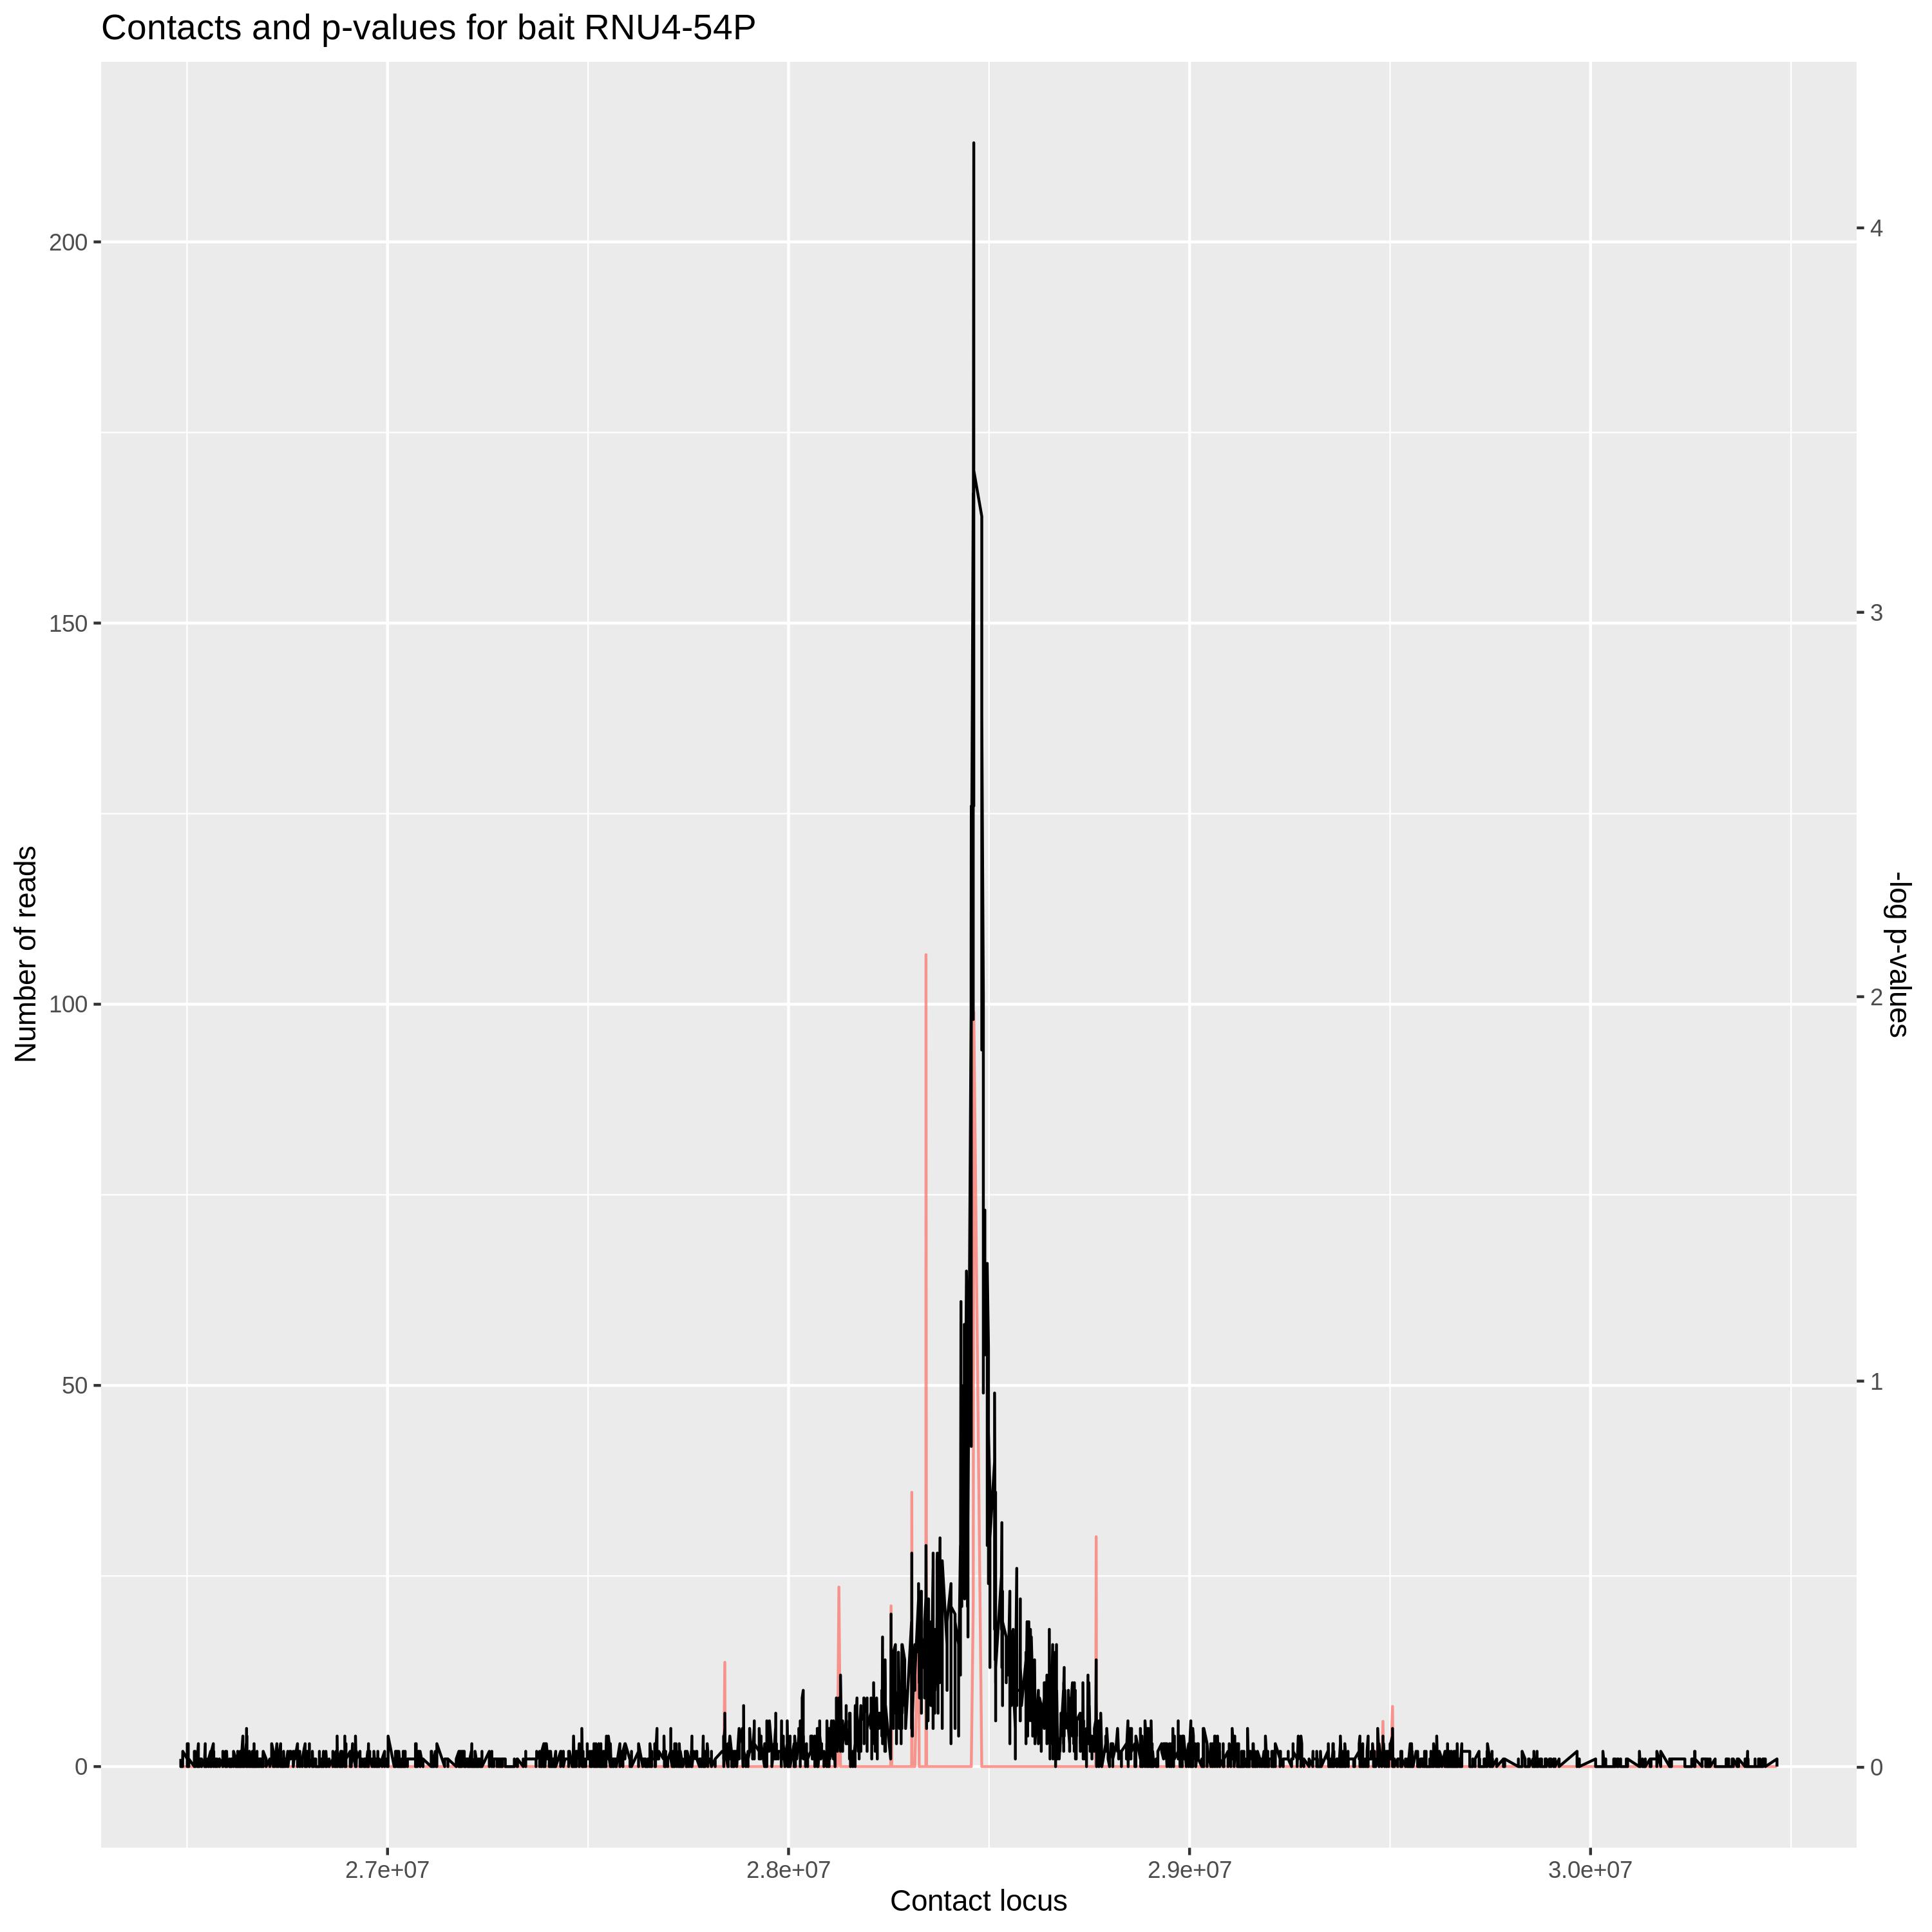 Contacts and p-values for bait RNU4-54P
200
150
100
50
0
Number of reads
4
3
2
1
0
-log p-values
2.7e+07
2.8e+07
2.9e+07
3.0e+07
Contact locus